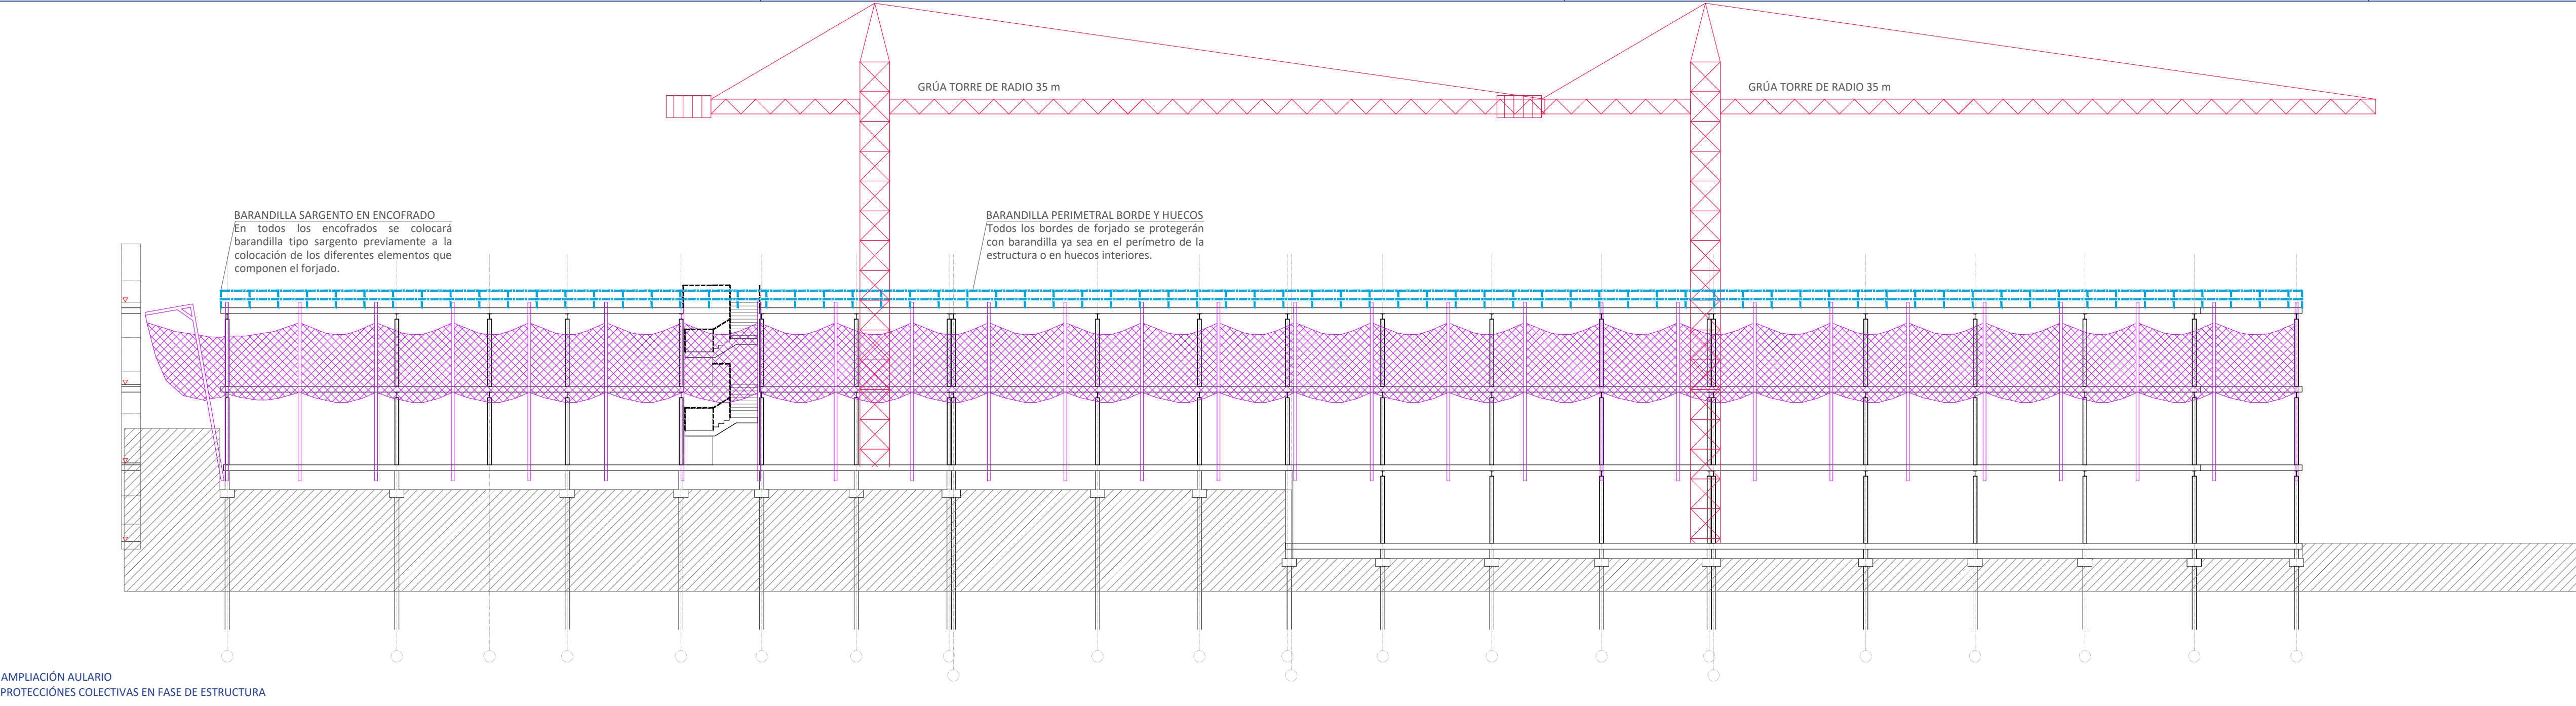 GRÚA TORRE DE RADIO 35 m
GRÚA TORRE DE RADIO 35 m
BARANDILLA SARGENTO EN ENCOFRADO
En todos los encofrados se colocará
barandilla tipo sargento previamente a la
colocación de los diferentes elementos que
componen el forjado.
BARANDILLA PERIMETRAL BORDE Y HUECOS
Todos los bordes de forjado se protegerán
con barandilla ya sea en el perímetro de la
estructura o en huecos interiores.
AMPLIACIÓN AULARIO
PROTECCIÓNES COLECTIVAS EN FASE DE ESTRUCTURA